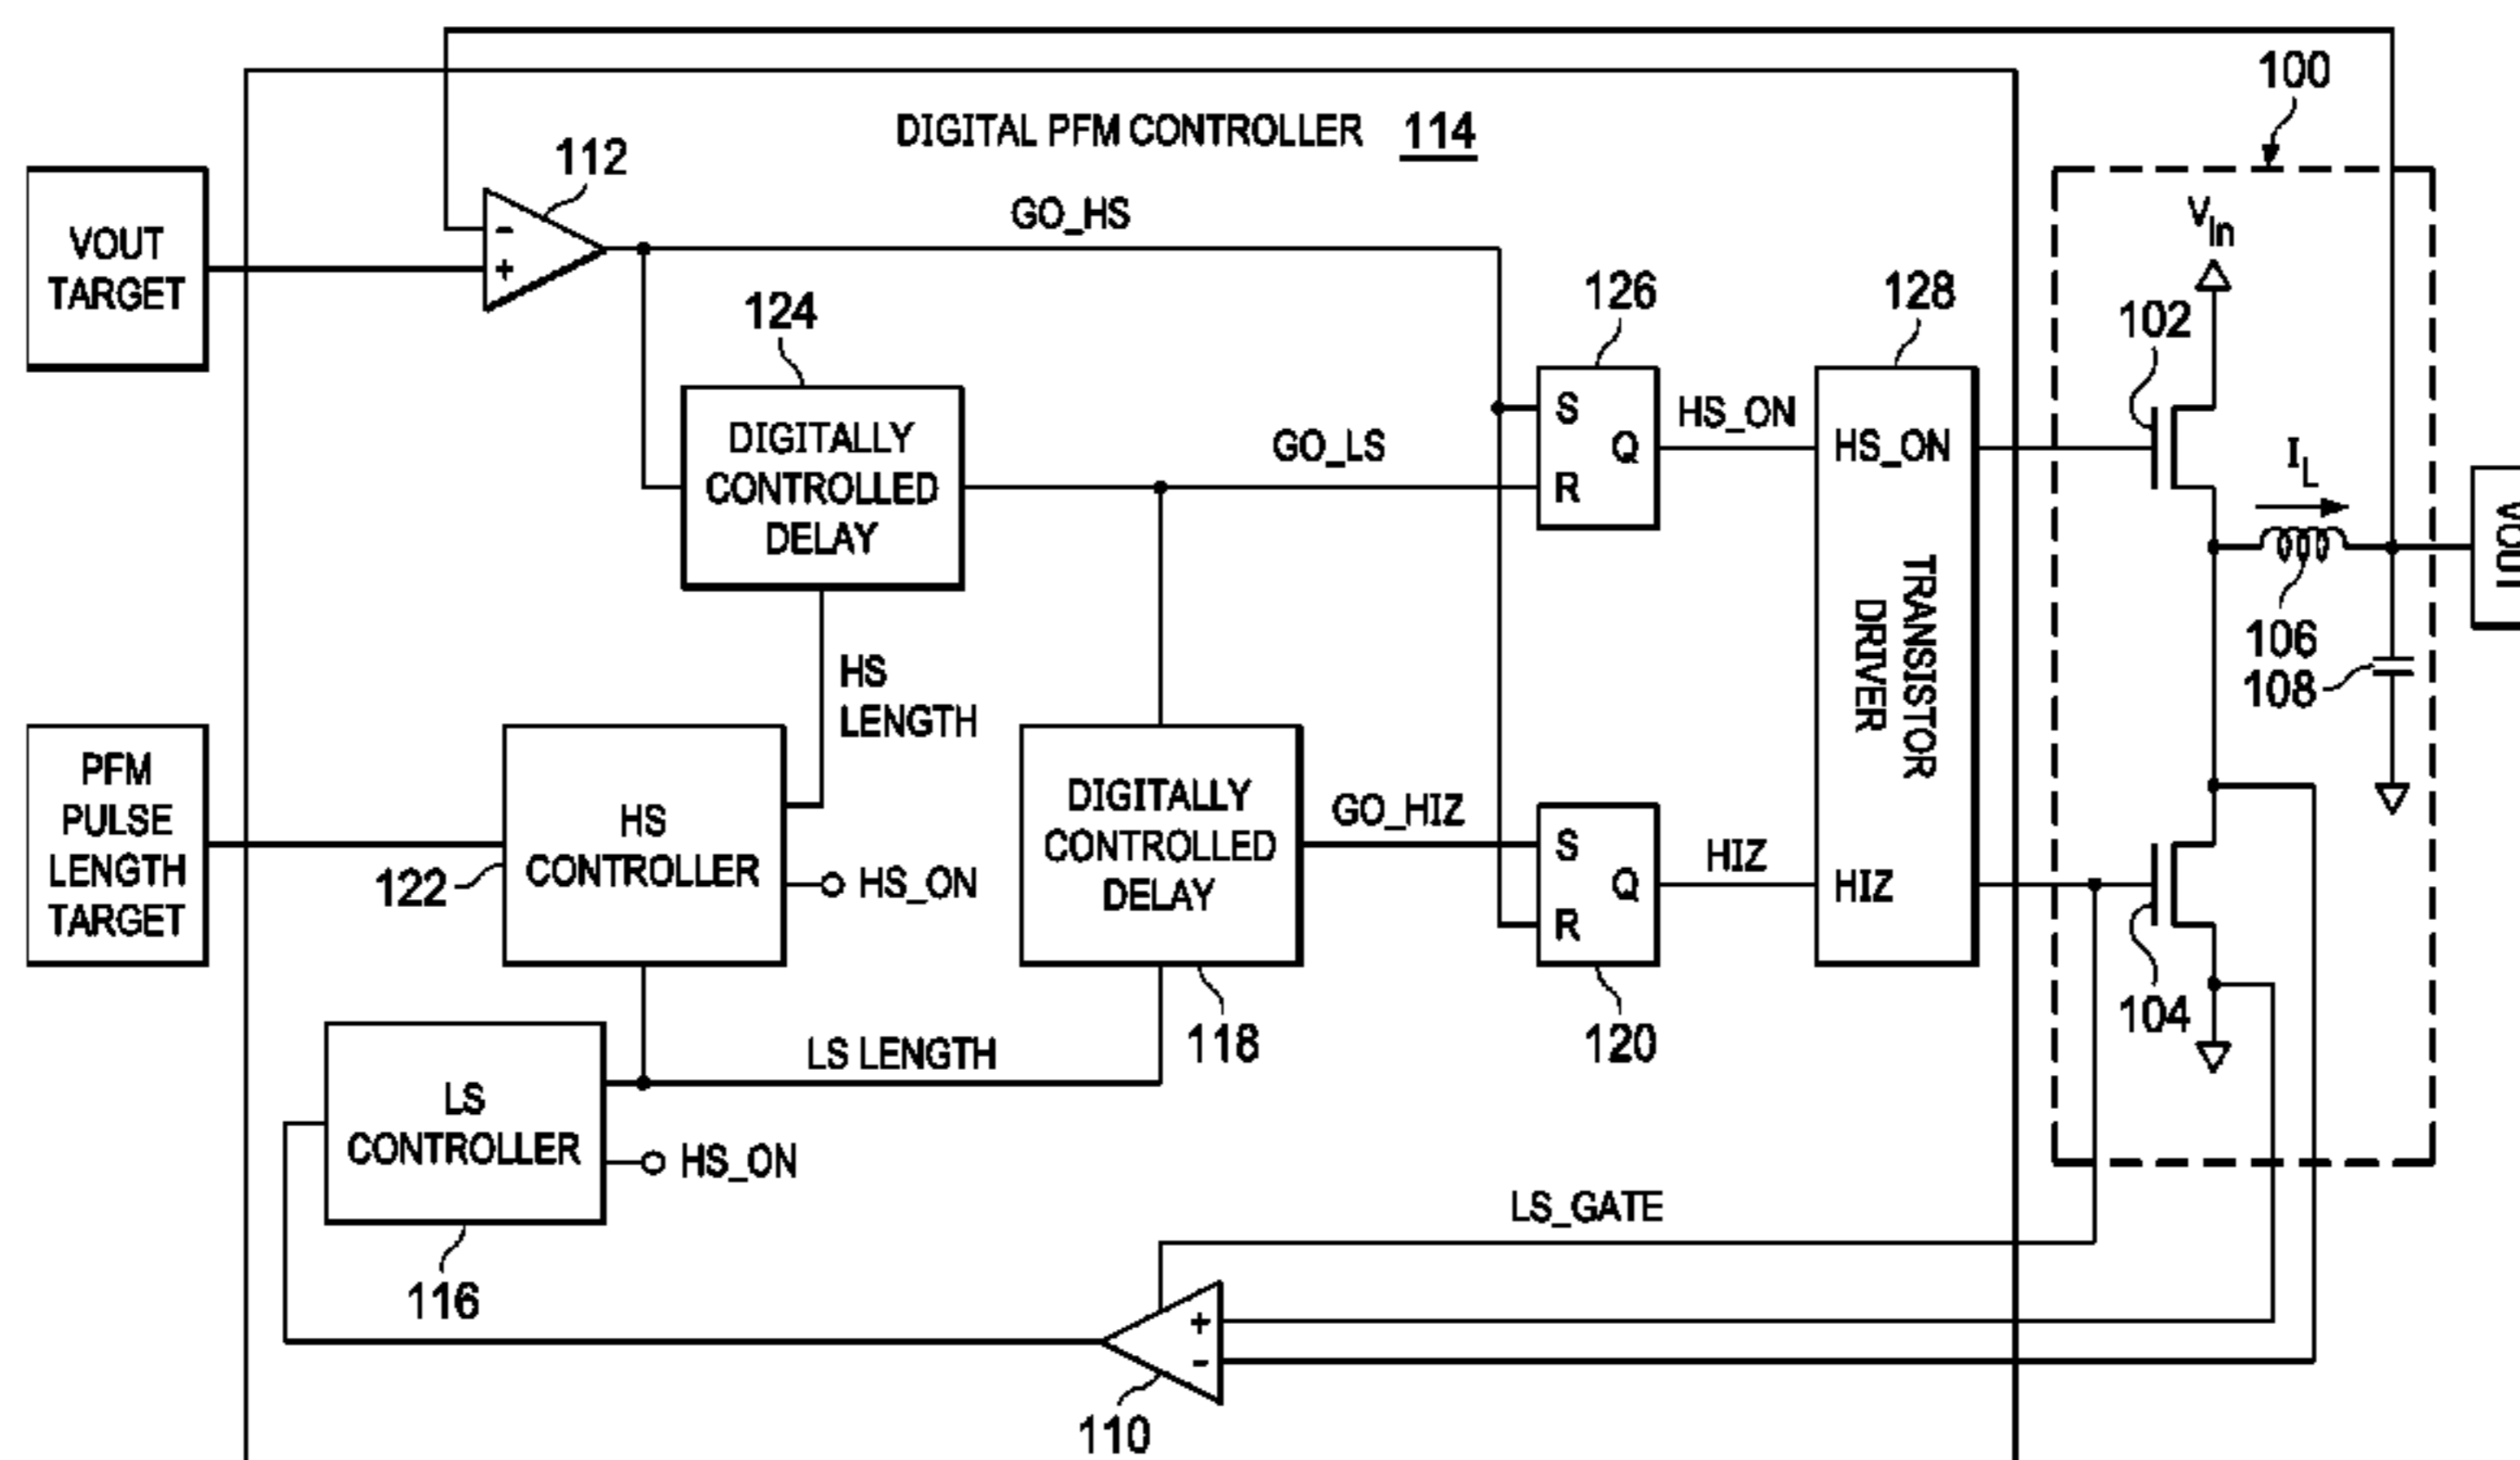 100
DIGITAL PFM CONTROLLER 114
112
VOUT
TARGET
-
+
GO_HS
Vin
124
126
128
102
DIGITALLY
CONTROLLED
DELAY
GO_LS
S
Q
R
HS_ON
HS_ON
IL
VOUT
TRANSISTOR
DRIVER
106
108
HS
LENGTH
PFM
PULSE
LENGTH
TARGET
122
HS
CONTROLLER
HS_ON
DIGITALLY
CONTROLLED
DELAY
GO_HIZ
S
Q
R
HIZ
HIZ
104
118
120
LS LENGTH
LS
CONTROLLER
HS_ON
116
LS_GATE
+
-
110